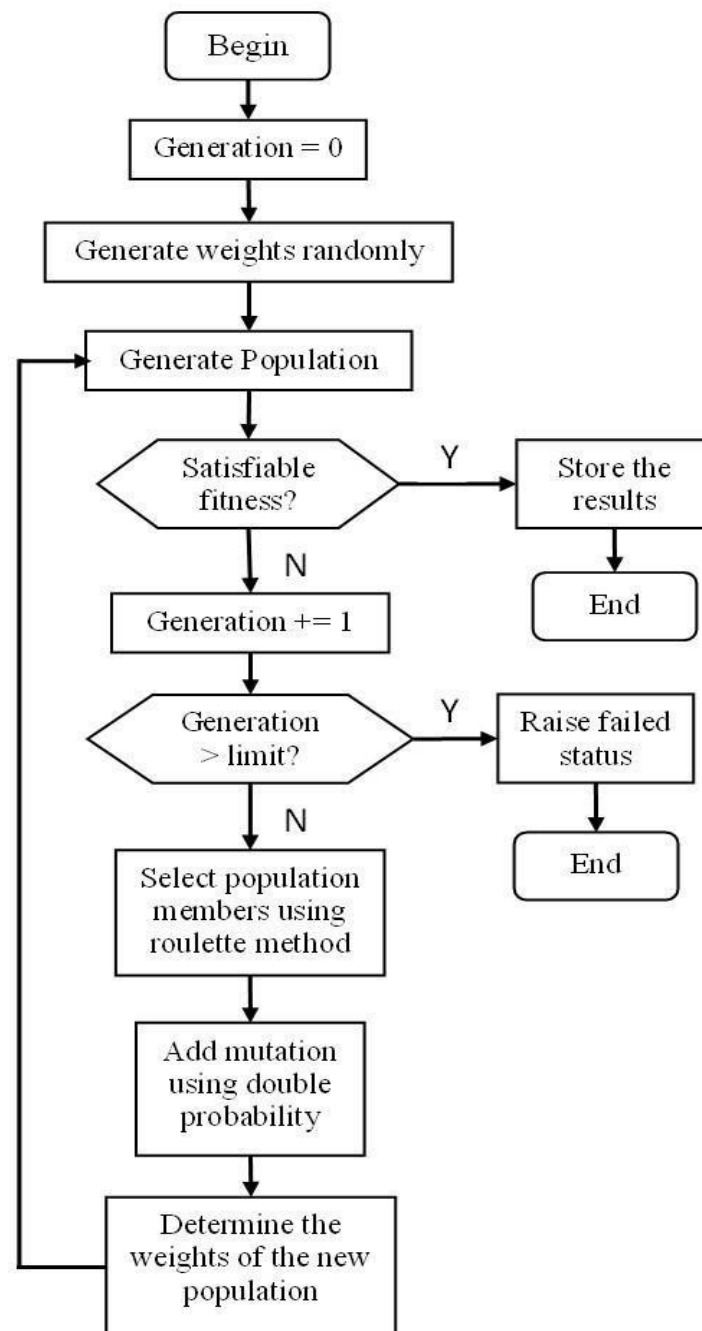 Begin
Generation = 0
Generate weights randomly
Generate Population
Satisfiable
fitness?
Y
Store the
results
N
End
Generation += 1
Generation
> limit?
Y
Raise failed
status
N
End
Select population
members using
roulette method
Add mutation
using double
probability
Determine the
weights of the new
population